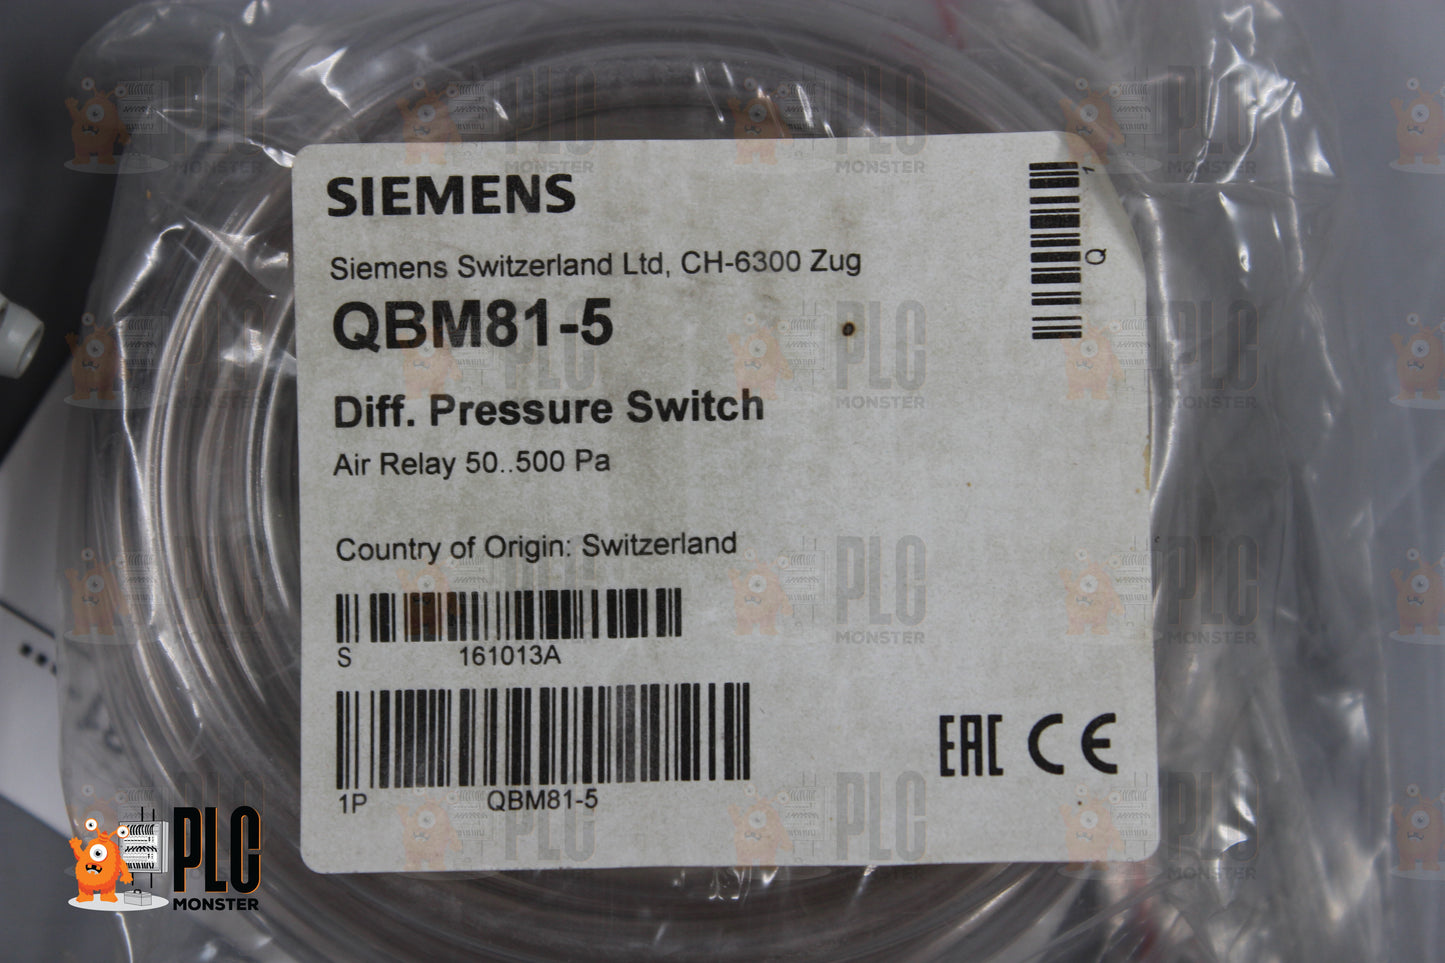 SIEMENS
Siemens Switzerland Ltd, CH-6300 Zug
QBM81-5
Diff. Pressure Switch
Air Relay 50..500 Pa
Country of Origin: Switzerland
S 161013A
1P QBM81-5
Q 1
EAC CE
PLC
MONSTER